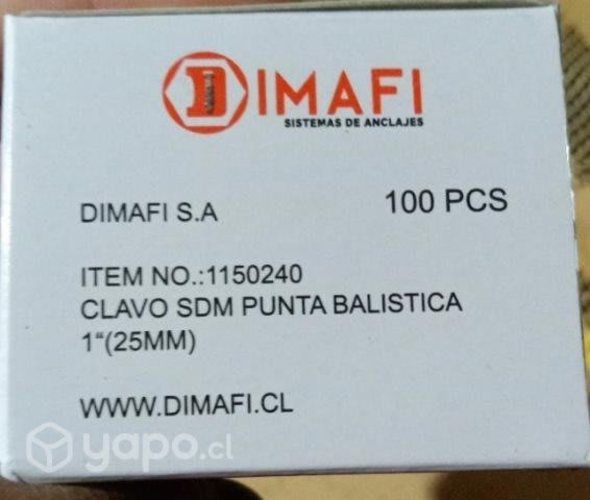 DIMAFI
SISTEMAS DE ANCLAJES
DIMAFI S.A 100 PCS
ITEM NO.:1150240
CLAVO SDM PUNTA BALISTICA
1“(25MM)
WWW.DIMAFI.CL
yapo.cl